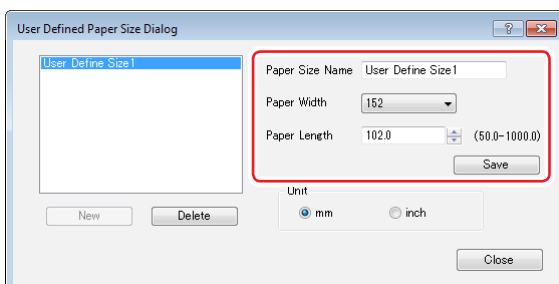 User Defined Paper Size Dialog
User Define Size1
Paper Size Name User Define Size1
Paper Width 152
Paper Length 102.0 (50.0-1000.0)
Save
Unit
mm inch
New Delete
Close